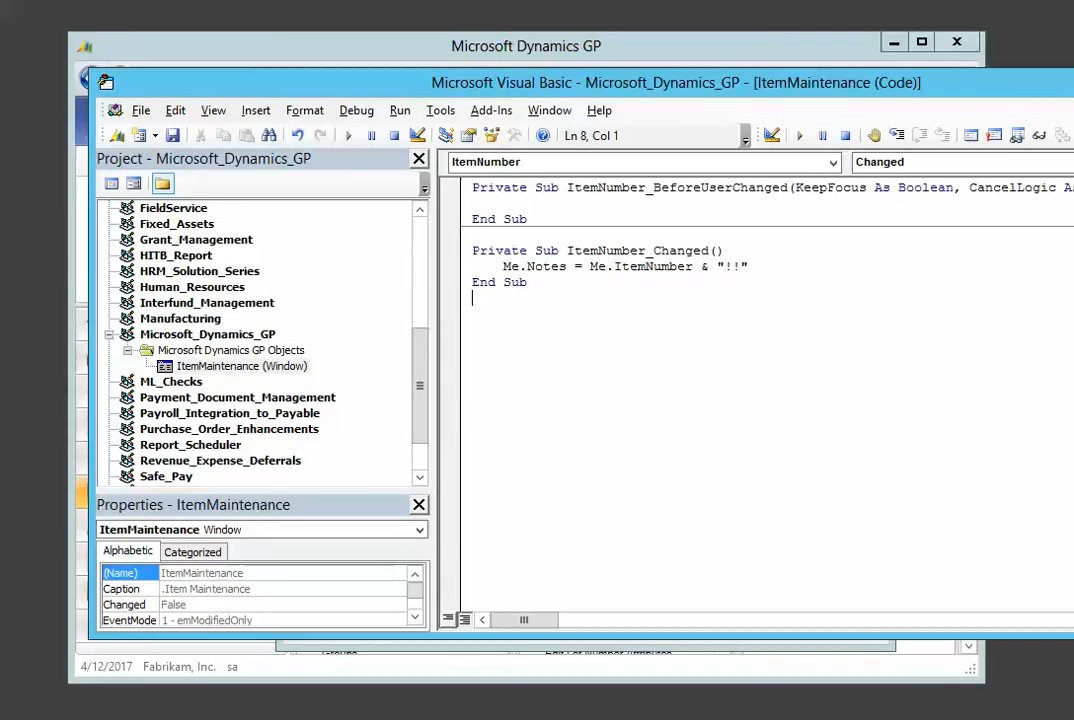 Microsoft Dynamics GP
Microsoft Visual Basic - Microsoft_Dynamics_GP - [ItemMaintenance (Code)]
File Edit View Insert Format Debug Run Tools Add-Ins Window Help
Ln 8, Col 1
Project - Microsoft_Dynamics_GP
FieldService
Fixed_Assets
Grant_Management
HITB_Report
HRM_Solution_Series
Human_Resources
Interfund_Management
Manufacturing
Microsoft_Dynamics_GP
Microsoft Dynamics GP Objects
ItemMaintenance (Window)
ML_Checks
Payment_Document_Management
Payroll_Integration_to_Payable
Purchase_Order_Enhancements
Report_Scheduler
Revenue_Expense_Deferrals
Safe_Pay
Properties - ItemMaintenance
ItemMaintenance Window
Alphabetic Categorized
(Name) ItemMaintenance
Caption .Item Maintenance
Changed False
EventMode 1 - emModifiedOnly
ItemNumber Changed
Private Sub ItemNumber_BeforeUserChanged(KeepFocus As Boolean, CancelLogic As
End Sub
Private Sub ItemNumber_Changed()
Me.Notes = Me.ItemNumber & "!!"
End Sub
4/12/2017 Fabrikam, Inc. sa